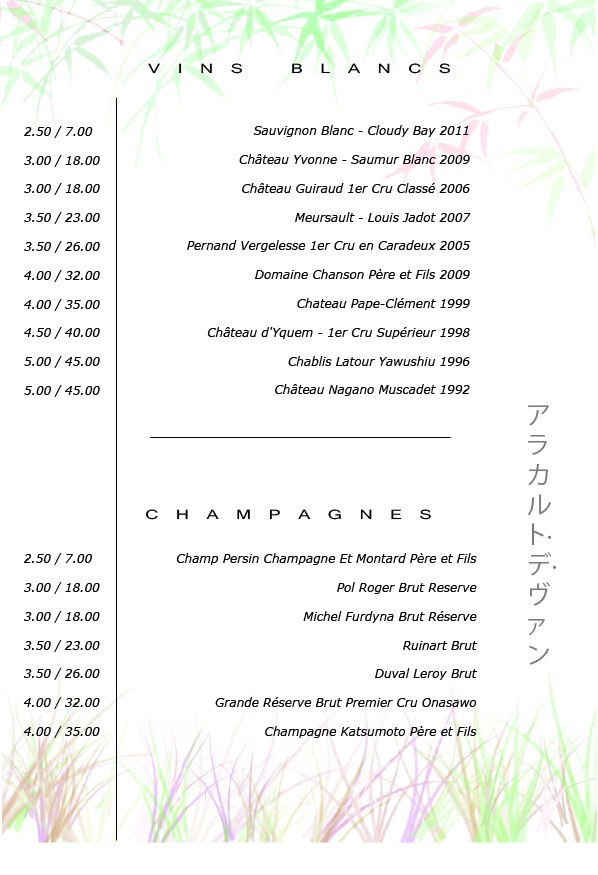 VINS BLANCS
2.50 / 7.00 Sauvignon Blanc - Cloudy Bay 2011
3.00 / 18.00 Château Yvonne - Saumur Blanc 2009
3.00 / 18.00 Château Guiraud 1er Cru Classé 2006
3.50 / 23.00 Meursault - Louis Jadot 2007
3.50 / 26.00 Pernand Vergelesse 1er Cru en Caradeux 2005
4.00 / 32.00 Domaine Chanson Père et Fils 2009
4.00 / 35.00 Chateau Pape-Clément 1999
4.50 / 40.00 Château d'Yquem - 1er Cru Supérieur 1998
5.00 / 45.00 Chablis Latour Yawushiu 1996
5.00 / 45.00 Château Nagano Muscadet 1992
CHAMPAGNES
2.50 / 7.00 Champ Persin Champagne Et Montard Père et Fils
3.00 / 18.00 Pol Roger Brut Reserve
3.00 / 18.00 Michel Furdyna Brut Réserve
3.50 / 23.00 Ruinart Brut
3.50 / 26.00 Duval Leroy Brut
4.00 / 32.00 Grande Réserve Brut Premier Cru Onasawo
4.00 / 35.00 Champagne Katsumoto Père et Fils
アラカルト・デ・ヴァン